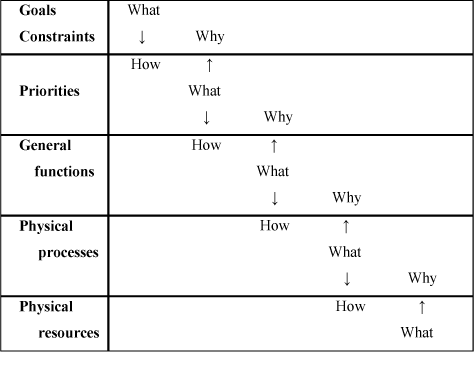 Goals What
Constraints ↓ Why
How ↑
Priorities What
↓ Why
General How ↑
functions What
↓ Why
Physical How ↑
processes What
↓ Why
Physical How ↑
resources What